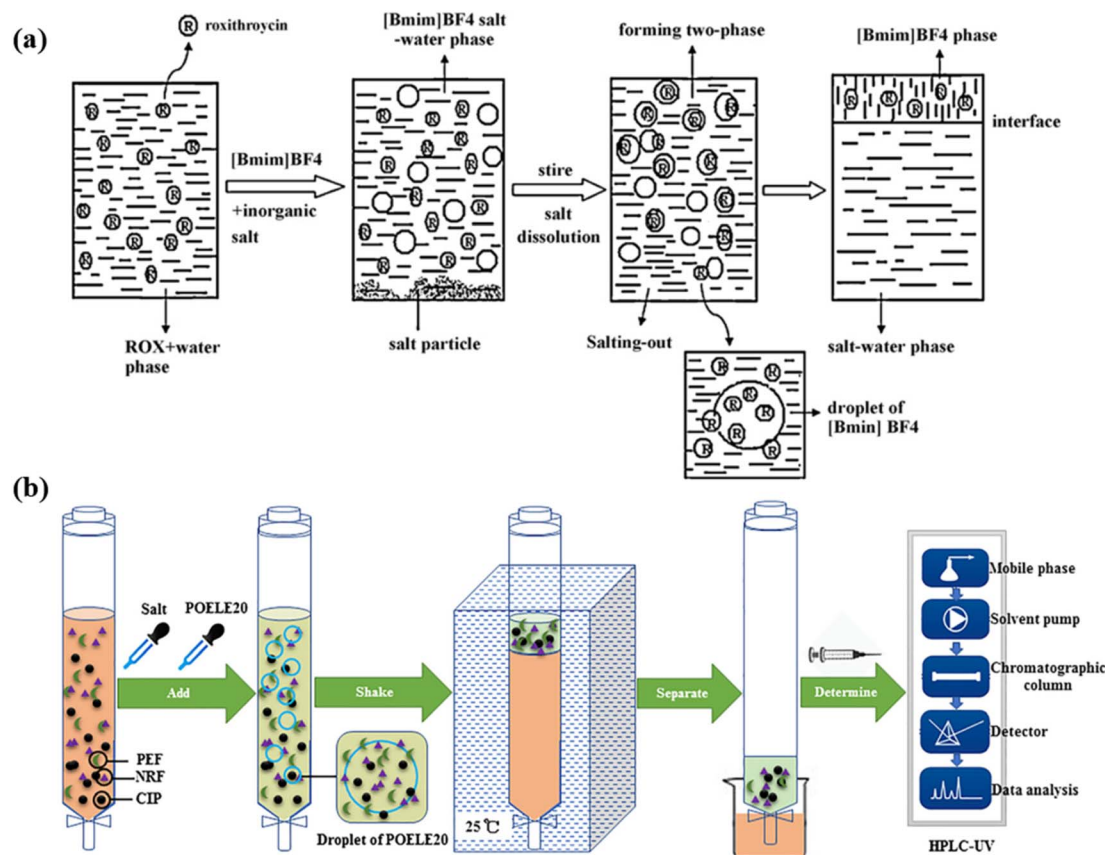 (a)
roxithroycin
[Bmim]BF4 salt
-water phase
forming two-phase
[Bmim]BF4 phase
interface
[Bmim]BF4
+inorganic
salt
stire
salt
dissolution
ROX+water
phase
salt particle
Salting-out
salt-water phase
droplet of
[Bmin] BF4
(b)
Salt
POELE20
Add
Shake
Separate
Determine
PEF
NRF
CIP
Droplet of POELE20
25℃
Mobile phase
Solvent pump
Chromatographic
column
Detector
Data analysis
HPLC-UV